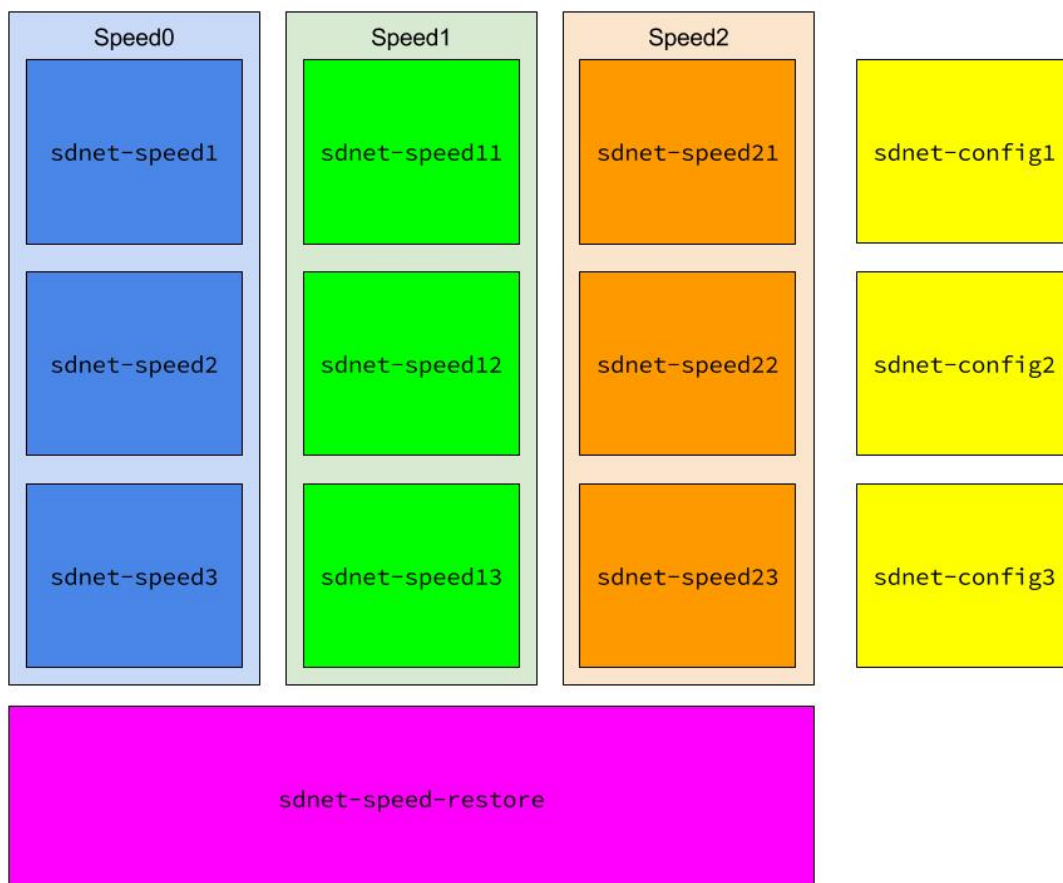 Speed0
Speed1
Speed2
sdnet-speed1
sdnet-speed11
sdnet-speed21
sdnet-config1
sdnet-speed2
sdnet-speed12
sdnet-speed22
sdnet-config2
sdnet-speed3
sdnet-speed13
sdnet-speed23
sdnet-config3
sdnet-speed-restore